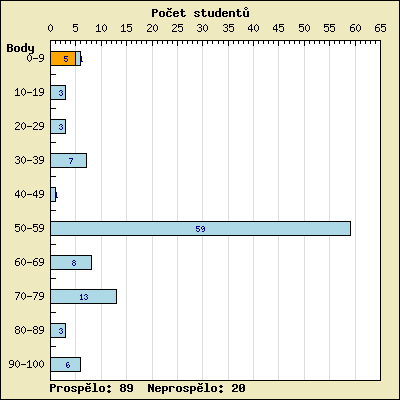 Počet studentů
0 5 10 15 20 25 30 35 40 45 50 55 60 65
Body
0-9 5 1
10-19 3
20-29 3
30-39 7
40-49 1
50-59 59
60-69 8
70-79 13
80-89 3
90-100 6
Prospělo: 89 Neprospělo: 20